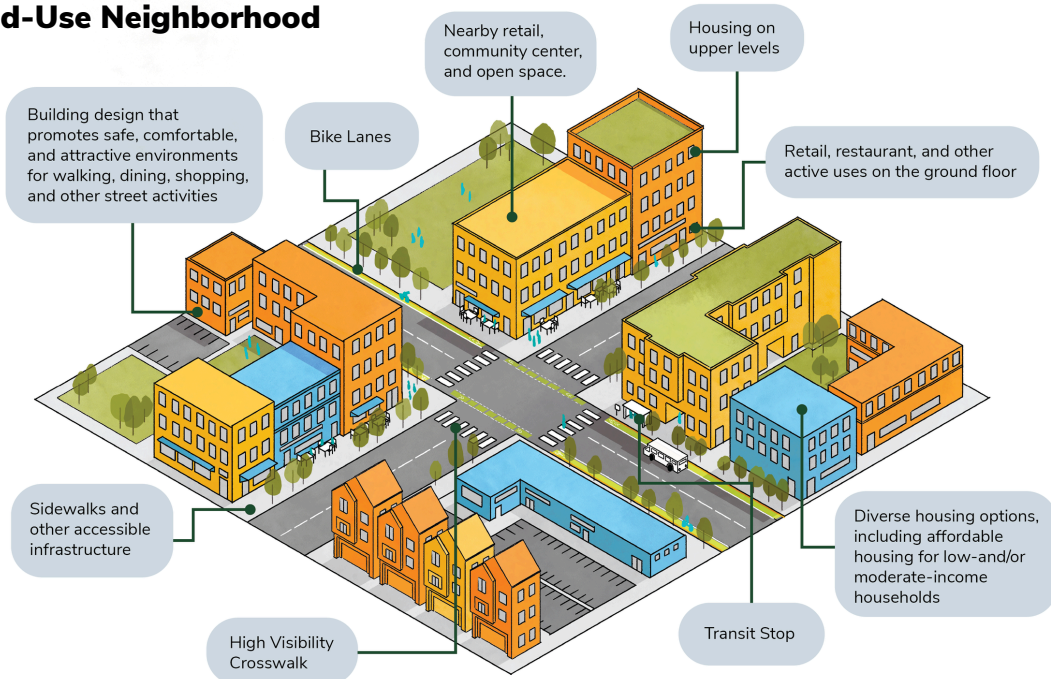 d-Use Neighborhood
Nearby retail,
community center,
and open space.
Housing on
upper levels
Building design that
promotes safe, comfortable,
and attractive environments
for walking, dining, shopping,
and other street activities
Bike Lanes
Retail, restaurant, and other
active uses on the ground floor
Sidewalks and
other accessible
infrastructure
Diverse housing options,
including affordable
housing for low-and/or
moderate-income
households
High Visibility
Crosswalk
Transit Stop